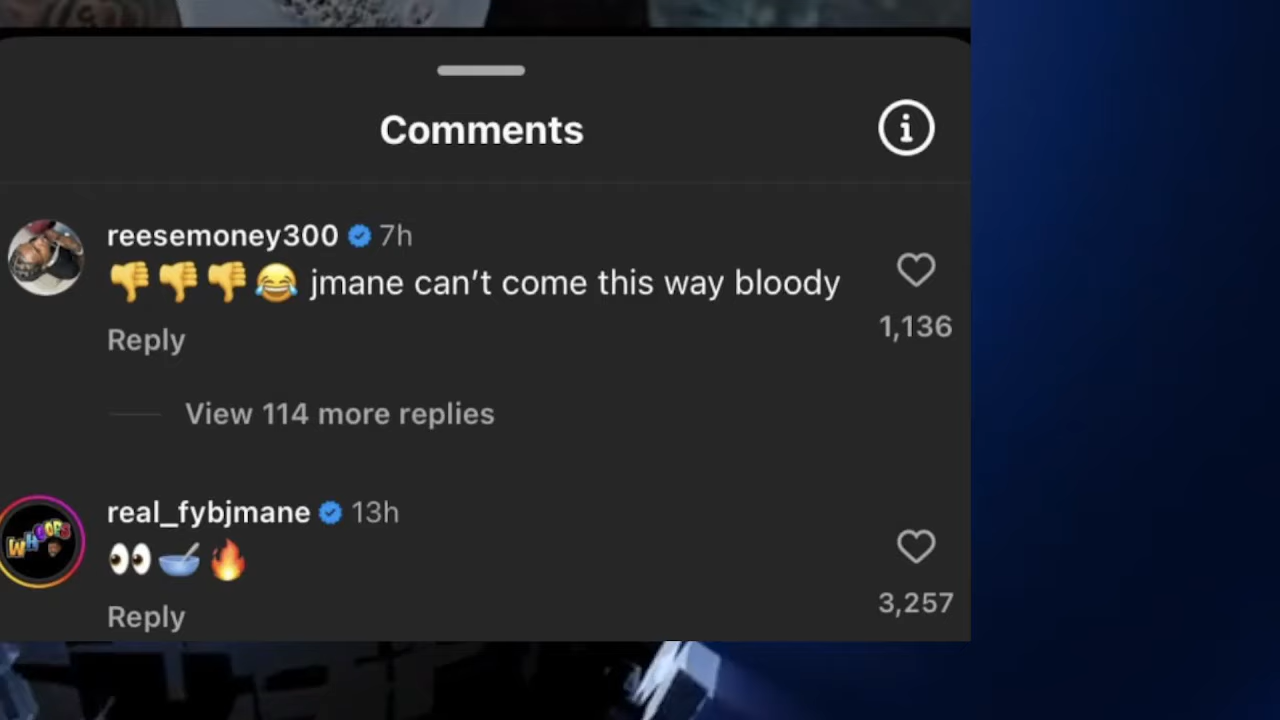 Comments
reesemoney300 7h
👎👎👎😂 jmane can't come this way bloody
1,136
Reply
View 114 more replies
real_fybjmane 13h
👀🥣🔥
WHOOPS
3,257
Reply